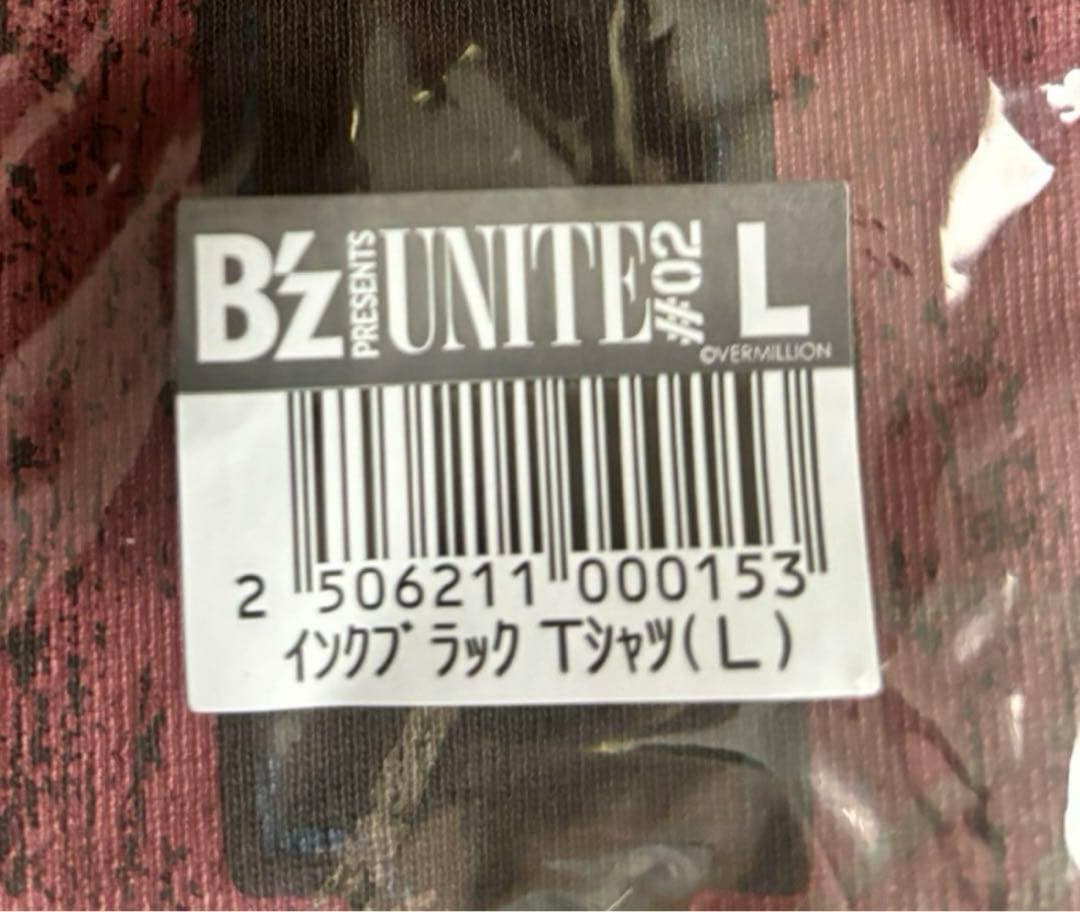 B'z PRESENTS UNITE #02 L
©VERMILLION
2 506211 000153
インクブラック Tシャツ(L)